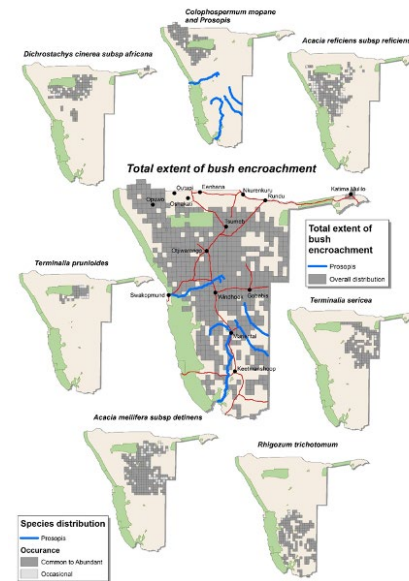 Colophospermum mopane
and Prosopis
Dichrostachys cinerea subsp africana
Acacia reficiens subsp reficiens
Total extent of bush encroachment
Eenhana
Nkurenkuru
Rundu
Katima Mulilo
Oshakati
Opuwo
Tsumeb
Otjiwarongo
Swakopmund
Windhoek
Gobabis
Mariental
Keetmanshoop
Total extent of
bush
encroachment
Prosopis
Overall distribution
Terminalia prunioides
Terminalia sericea
Acacia mellifera subsp detinens
Rhigozum trichotomum
Species distribution
Prosopis
Occurance
Common to Abundant
Occasional